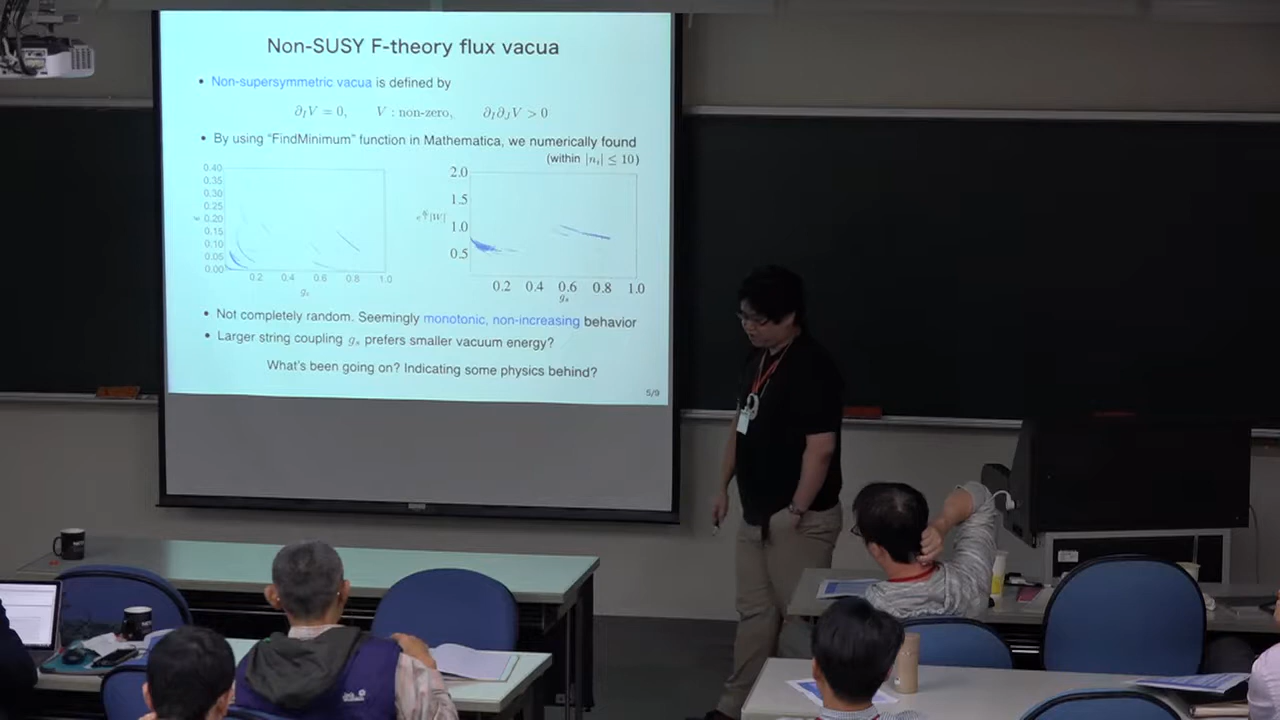 Non-SUSY F-theory flux vacua
• Non-supersymmetric vacua is defined by
∂_I V = 0, V : non-zero, ∂_I ∂_J V > 0
• By using "FindMinimum" function in Mathematica, we numerically found
(within |n_i| ≤ 10)
0.40
0.35
0.30
0.25
0.20
0.15
0.10
0.05
0.00
0.2 0.4 0.6 0.8 1.0
g_s
2.0
1.5
1.0
0.5
0.2 0.4 0.6 0.8 1.0
g_s
• Not completely random. Seemingly monotonic, non-increasing behavior
• Larger string coupling g_s prefers smaller vacuum energy?
What's been going on? Indicating some physics behind?
5/9